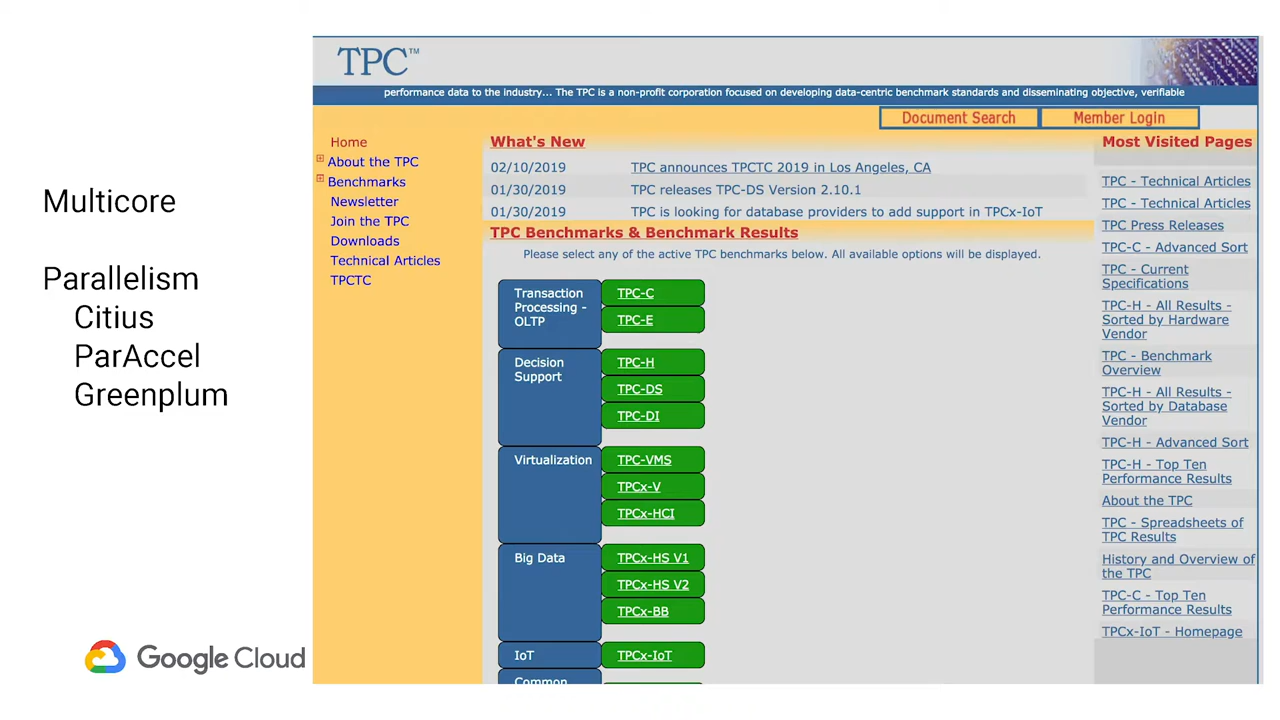 Multicore
Parallelism
Citius
ParAccel
Greenplum
Google Cloud
TPC™
performance data to the industry... The TPC is a non-profit corporation focused on developing data-centric benchmark standards and disseminating objective, verifiable
Document Search
Member Login
Home
About the TPC
Benchmarks
Newsletter
Join the TPC
Downloads
Technical Articles
TPCTC
What's New
02/10/2019 TPC announces TPCTC 2019 in Los Angeles, CA
01/30/2019 TPC releases TPC-DS Version 2.10.1
01/30/2019 TPC is looking for database providers to add support in TPCx-IoT
TPC Benchmarks & Benchmark Results
Please select any of the active TPC benchmarks below. All available options will be displayed.
Transaction
Processing -
OLTP
TPC-C
TPC-E
Decision
Support
TPC-H
TPC-DS
TPC-DI
Virtualization
TPC-VMS
TPCx-V
TPCx-HCI
Big Data
TPCx-HS V1
TPCx-HS V2
TPCx-BB
IoT
TPCx-IoT
Common
Most Visited Pages
TPC - Technical Articles
TPC - Technical Articles
TPC Press Releases
TPC-C - Advanced Sort
TPC - Current
Specifications
TPC-H - All Results -
Sorted by Hardware
Vendor
TPC - Benchmark
Overview
TPC-H - All Results -
Sorted by Database
Vendor
TPC-H - Advanced Sort
TPC-H - Top Ten
Performance Results
About the TPC
TPC - Spreadsheets of
TPC Results
History and Overview of
the TPC
TPC-C - Top Ten
Performance Results
TPCx-IoT - Homepage